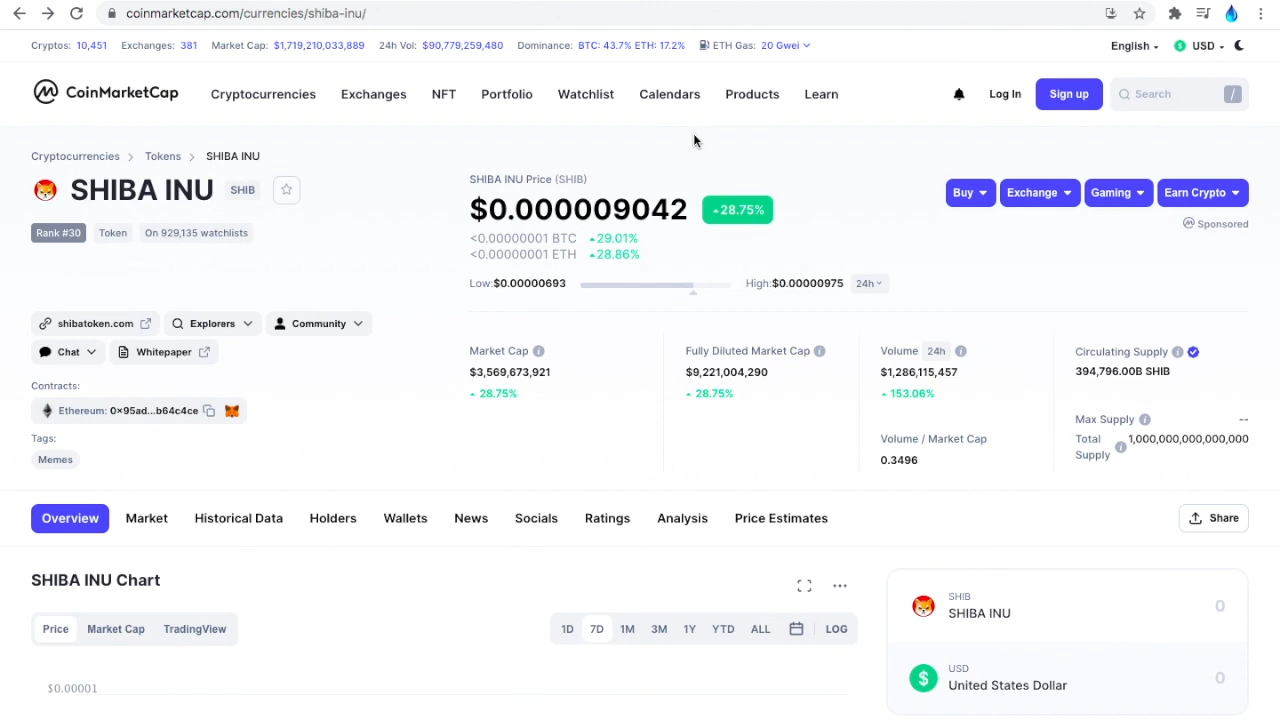 coinmarketcap.com/currencies/shiba-inu/
Cryptos: 10,451 Exchanges: 381 Market Cap: $1,719,210,033,889 24h Vol: $90,779,259,480 Dominance: BTC: 43.7% ETH: 17.2% ETH Gas: 20 Gwei English USD
CoinMarketCap Cryptocurrencies Exchanges NFT Portfolio Watchlist Calendars Products Learn Log In Sign up Search /
Cryptocurrencies Tokens SHIBA INU
SHIBA INU SHIB
Rank #30 Token On 929,135 watchlists
shibatoken.com Explorers Community
Chat Whitepaper
Contracts:
Ethereum: 0x95ad...b64c4ce
Tags:
Memes
SHIBA INU Price (SHIB)
$0.000009042 28.75%
<0.00000001 BTC 29.01%
<0.00000001 ETH 28.86%
Low:$0.00000693 High:$0.00000975 24h
Buy Exchange Gaming Earn Crypto
Sponsored
Market Cap
$3,569,673,921
28.75%
Fully Diluted Market Cap
$9,221,004,290
28.75%
Volume 24h
$1,286,115,457
153.06%
Volume / Market Cap
0.3496
Circulating Supply
394,796.00B SHIB
Max Supply --
Total Supply 1,000,000,000,000,000
Overview Market Historical Data Holders Wallets News Socials Ratings Analysis Price Estimates Share
SHIBA INU Chart
Price Market Cap TradingView 1D 7D 1M 3M 1Y YTD ALL LOG
$0.00001
SHIB
SHIBA INU 0
USD
United States Dollar 0